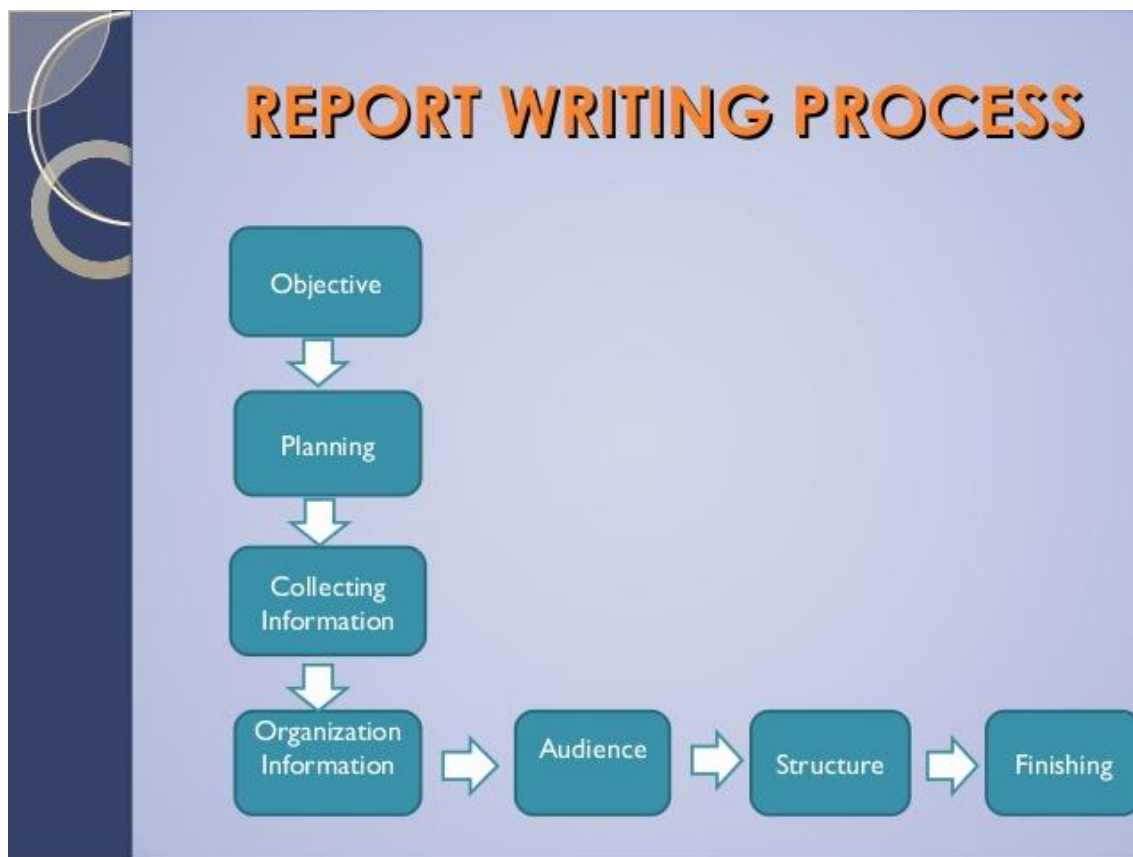 REPORT WRITING PROCESS
Objective
Planning
Collecting
Information
Organization
Information
Audience
Structure
Finishing